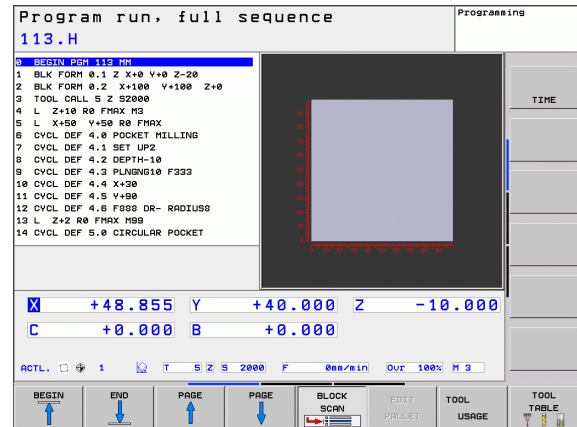 Program run, full sequence
Programming
113.H
0 BEGIN PGM 113 MM
1 BLK FORM 0.1 Z X+0 Y+0 Z-20
2 BLK FORM 0.2 X+100 Y+100 Z+0
3 TOOL CALL 5 Z S2000
4 L Z+10 R0 FMAX M3
5 L X+50 Y+50 R0 FMAX
6 CYCL DEF 4.0 POCKET MILLING
7 CYCL DEF 4.1 SET UP2
8 CYCL DEF 4.2 DEPTH-10
9 CYCL DEF 4.3 PLNGNG10 F333
10 CYCL DEF 4.4 X+30
11 CYCL DEF 4.5 Y+90
12 CYCL DEF 4.6 F888 DR- RADIUS8
13 L Z+2 R0 FMAX M99
14 CYCL DEF 5.0 CIRCULAR POCKET
TIME
X +48.855 Y +40.000 Z -10.000
C +0.000 B +0.000
ACTL. 1 T 5 Z S 2000 F 0mm/min Ovr 100% M 3
BEGIN
END
PAGE
PAGE
BLOCK SCAN
EDIT PALLET
TOOL USAGE
TOOL TABLE